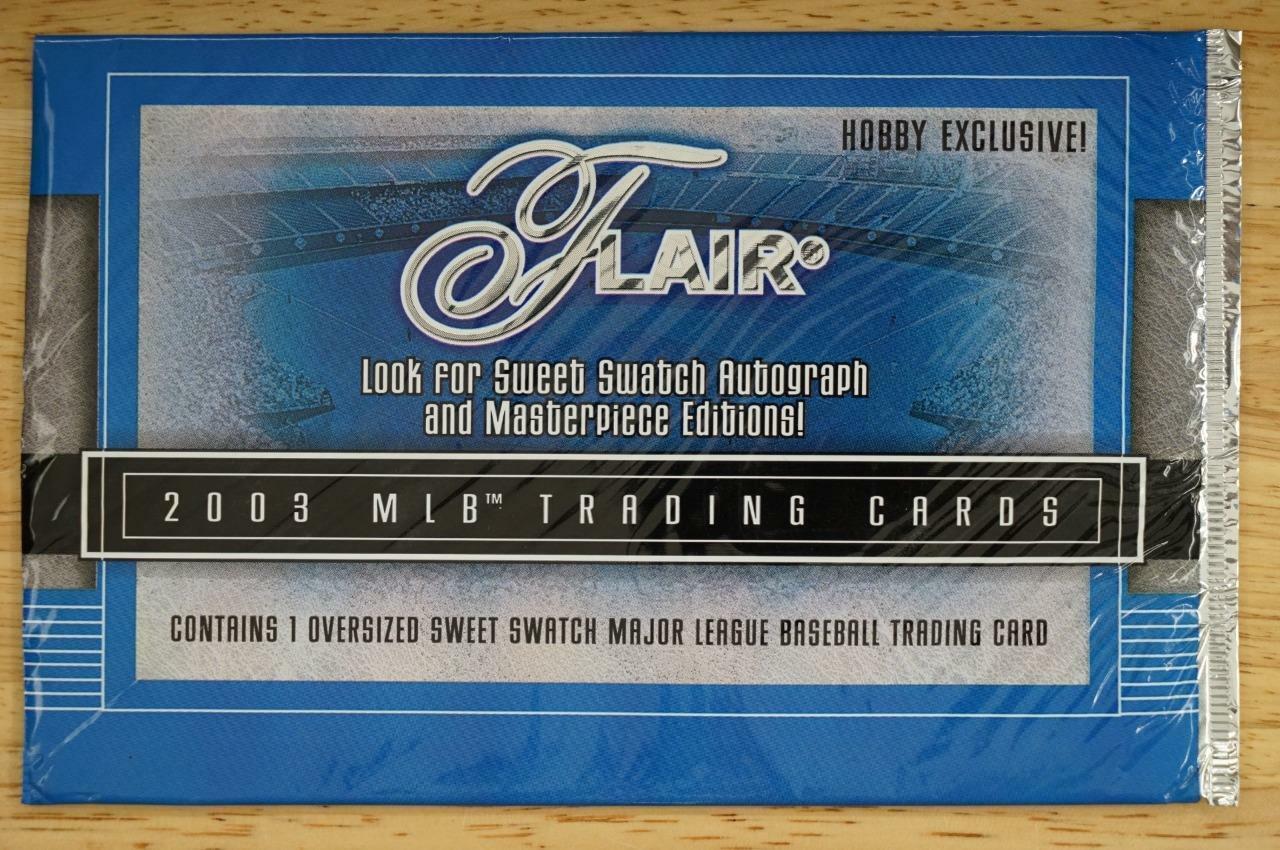 HOBBY EXCLUSIVE!
FLAIR®
Look for Sweet Swatch Autograph
and Masterpiece Editions!
2003 MLB™ TRADING CARDS
CONTAINS 1 OVERSIZED SWEET SWATCH MAJOR LEAGUE BASEBALL TRADING CARD